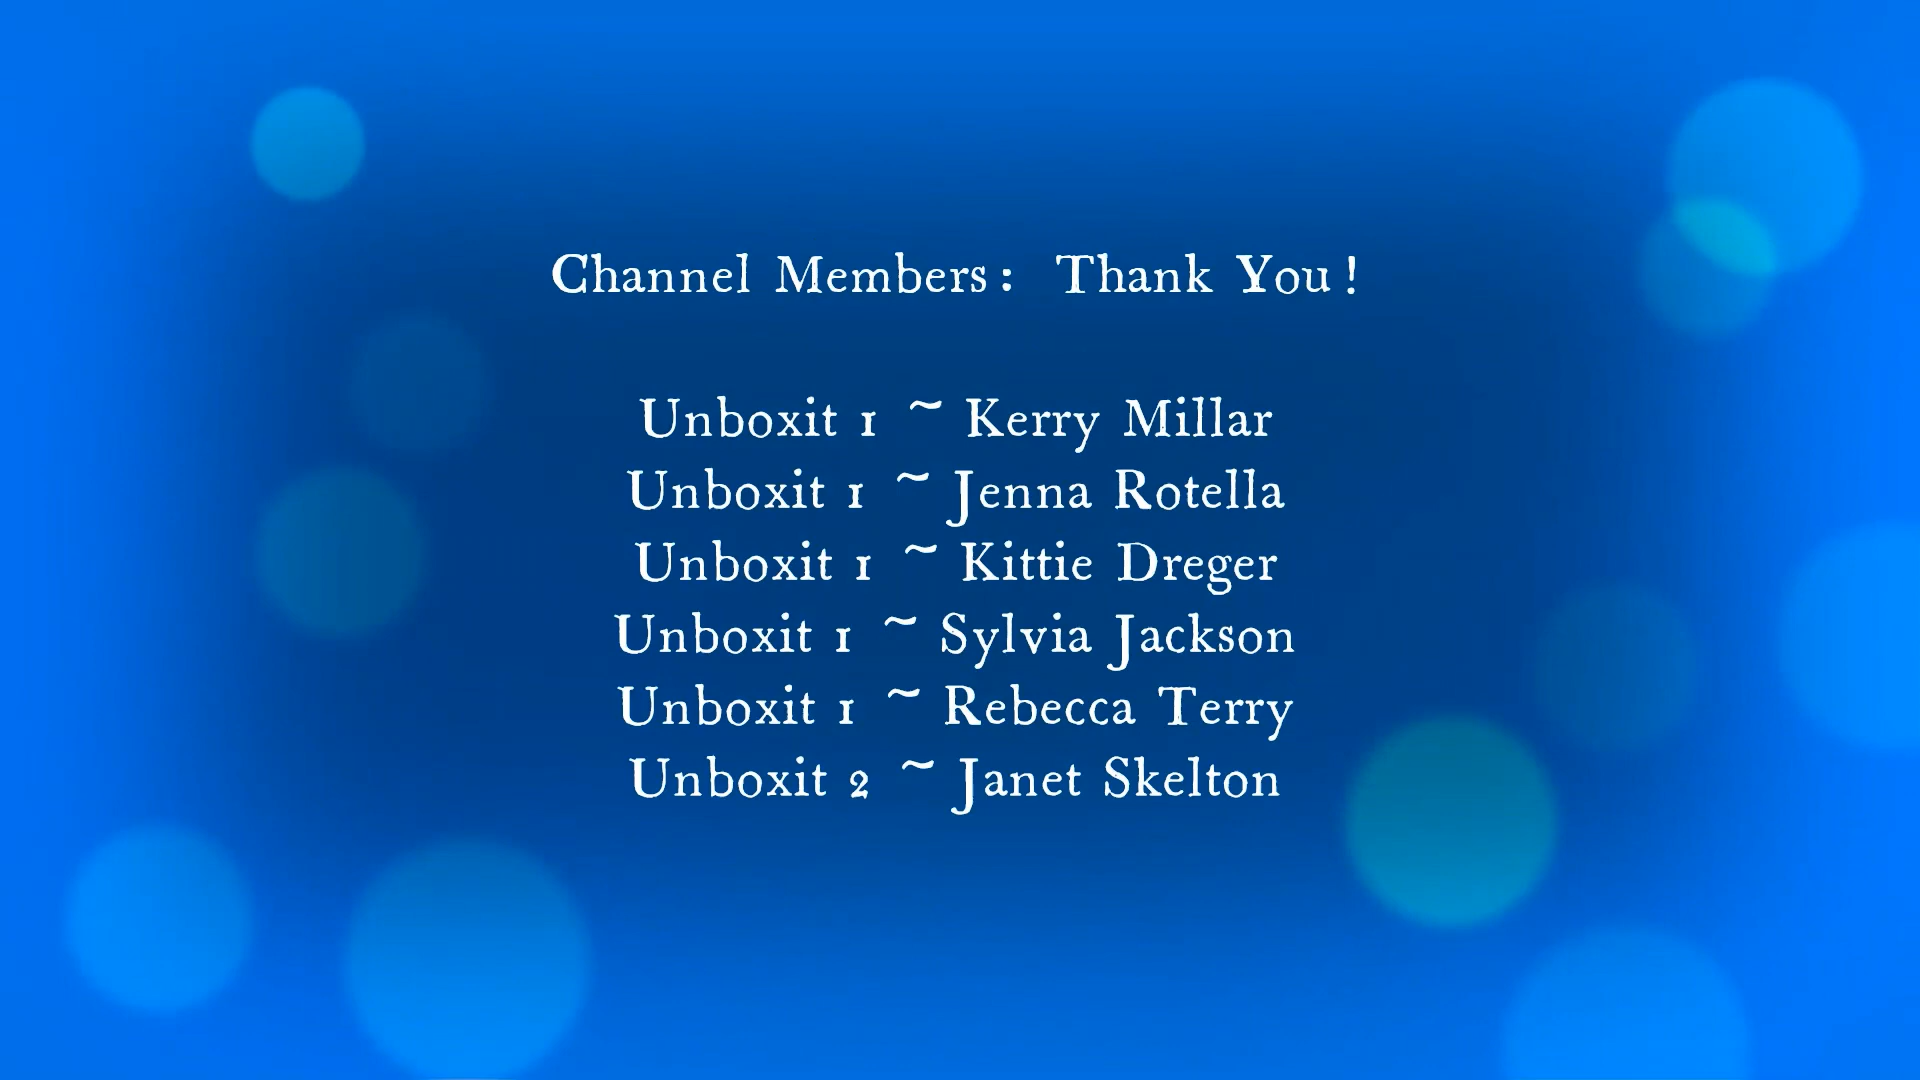 Channel Members: Thank You!
Unboxit 1 ~ Kerry Millar
Unboxit 1 ~ Jenna Rotella
Unboxit 1 ~ Kittie Dreger
Unboxit 1 ~ Sylvia Jackson
Unboxit 1 ~ Rebecca Terry
Unboxit 2 ~ Janet Skelton